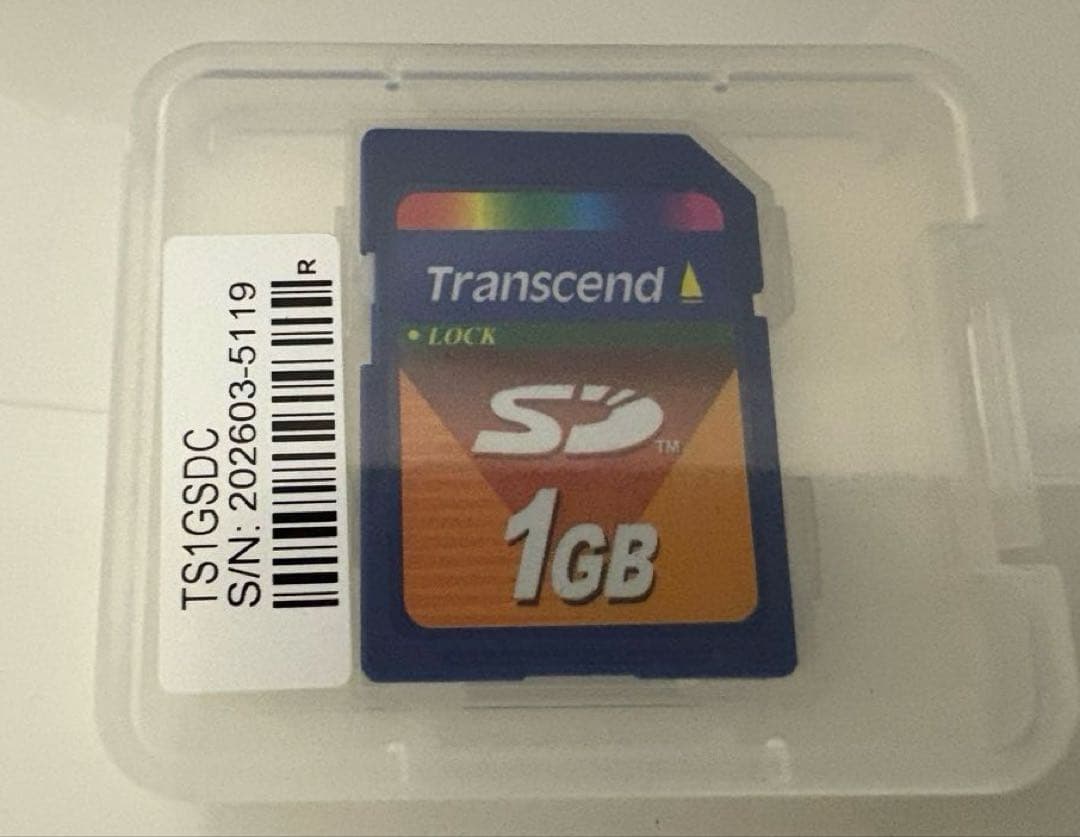 TS1GSDC
S/N: 202603-5119
R
Transcend
• LOCK
SD TM
1GB